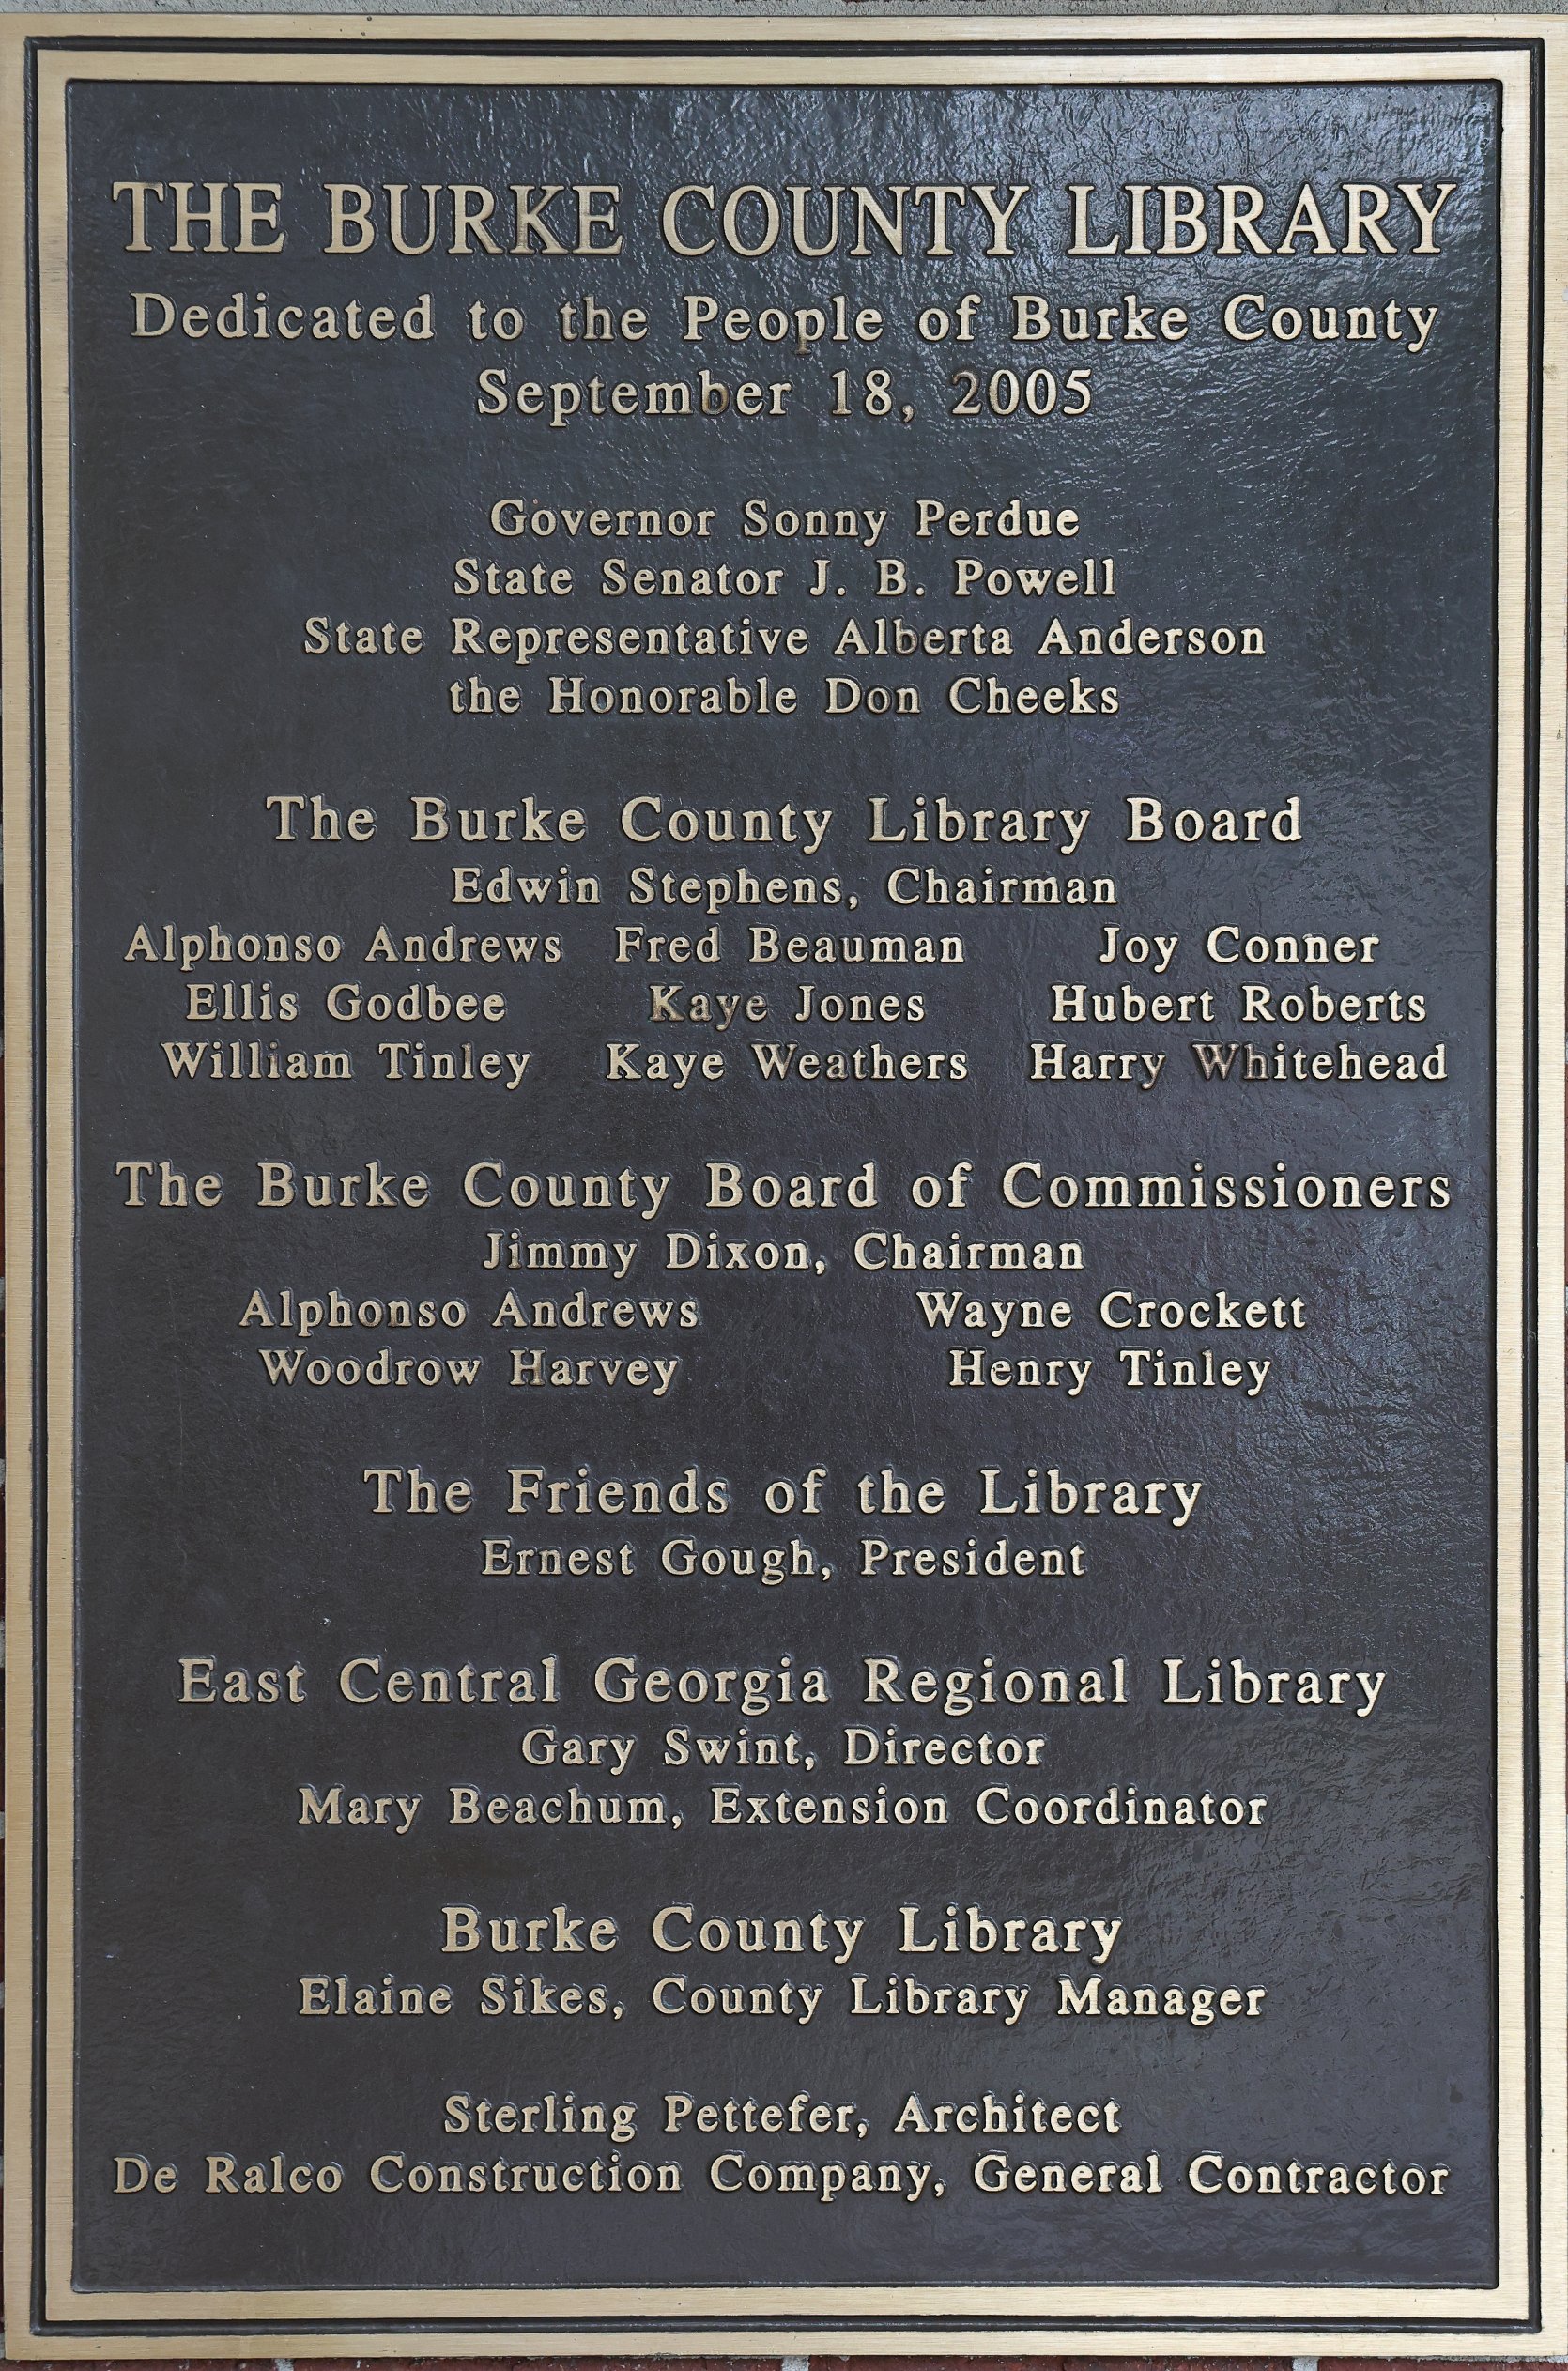 THE BURKE COUNTY LIBRARY
Dedicated to the People of Burke County
September 18, 2005
Governor Sonny Perdue
State Senator J. B. Powell
State Representative Alberta Anderson
the Honorable Don Cheeks
The Burke County Library Board
Edwin Stephens, Chairman
Alphonso Andrews Fred Beauman Joy Conner
Ellis Godbee Kaye Jones Hubert Roberts
William Tinley Kaye Weathers Harry Whitehead
The Burke County Board of Commissioners
Jimmy Dixon, Chairman
Alphonso Andrews Wayne Crockett
Woodrow Harvey Henry Tinley
The Friends of the Library
Ernest Gough, President
East Central Georgia Regional Library
Gary Swint, Director
Mary Beachum, Extension Coordinator
Burke County Library
Elaine Sikes, County Library Manager
Sterling Pettefer, Architect
De Ralco Construction Company, General Contractor